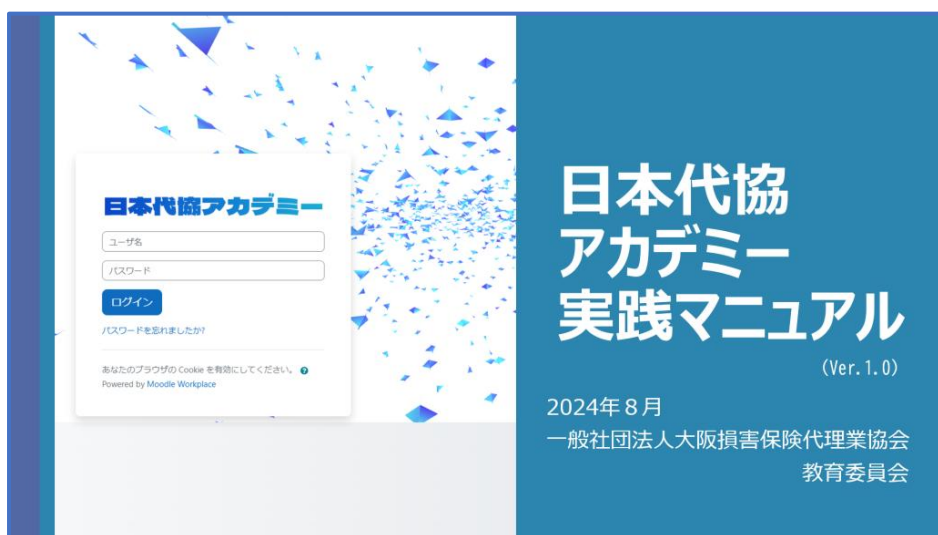 日本代協アカデミー
ユーザ名
パスワード
ログイン
パスワードを忘れましたか?
あなたのブラウザの Cookie を有効にしてください。
Powered by Moodle Workplace
日本代協
アカデミー
実践マニュアル
(Ver.1.0)
2024年8月
一般社団法人大阪損害保険代理業協会
教育委員会